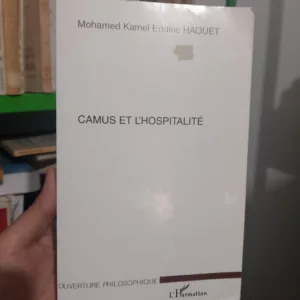 Mohamed Kamel Eddine HAOUET
CAMUS ET L'HOSPITALITÉ
OUVERTURE PHILOSOPHIQUE
L'Harmattan